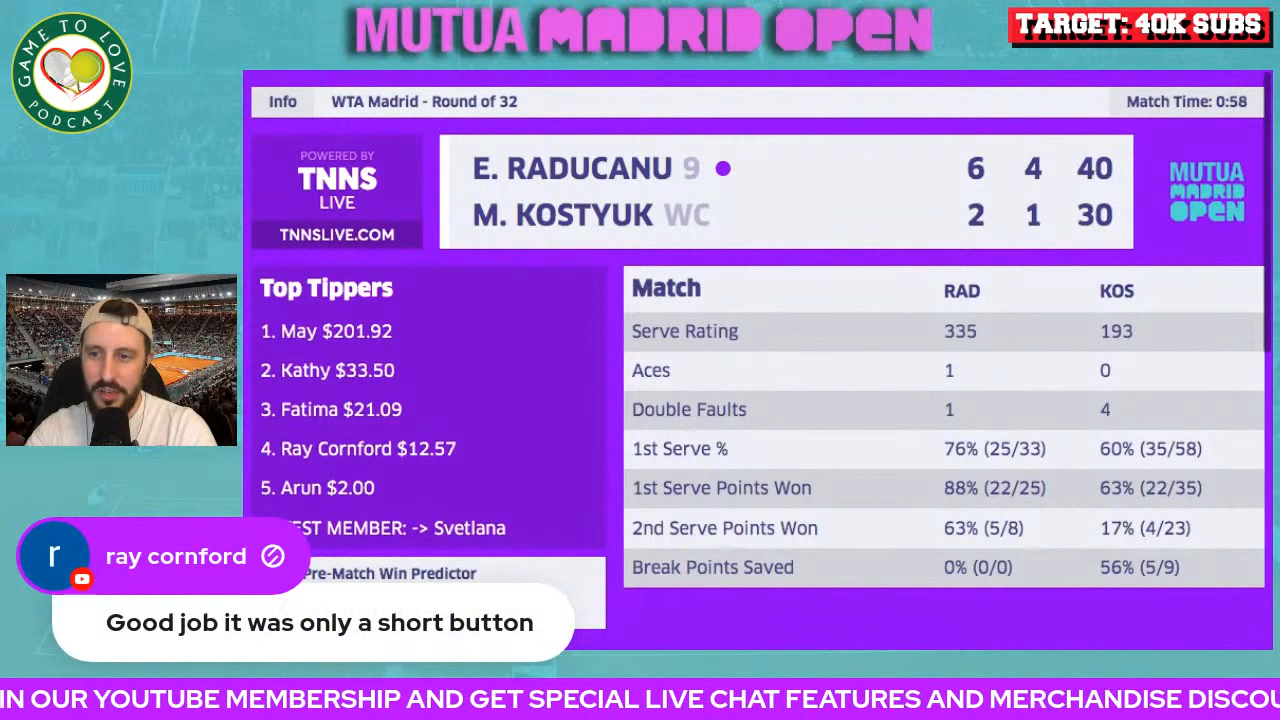 GAME TO LOVE
PODCAST
MUTUA MADRID OPEN
TARGET: 40K SUBS
Info
WTA Madrid - Round of 32
Match Time: 0:58
POWERED BY
TNNS
LIVE
TNNSLIVE.COM
E. RADUCANU 9 6 4 40
M. KOSTYUK WC 2 1 30
MUTUA
MADRID
OPEN
Top Tippers
1. May $201.92
2. Kathy $33.50
3. Fatima $21.09
4. Ray Cornford $12.57
5. Arun $2.00
EST MEMBER: -> Svetlana
Pre-Match Win Predictor
Match RAD KOS
Serve Rating 335 193
Aces 1 0
Double Faults 1 4
1st Serve % 76% (25/33) 60% (35/58)
1st Serve Points Won 88% (22/25) 63% (22/35)
2nd Serve Points Won 63% (5/8) 17% (4/23)
Break Points Saved 0% (0/0) 56% (5/9)
r
ray cornford
Good job it was only a short button
IN OUR YOUTUBE MEMBERSHIP AND GET SPECIAL LIVE CHAT FEATURES AND MERCHANDISE DISCOU